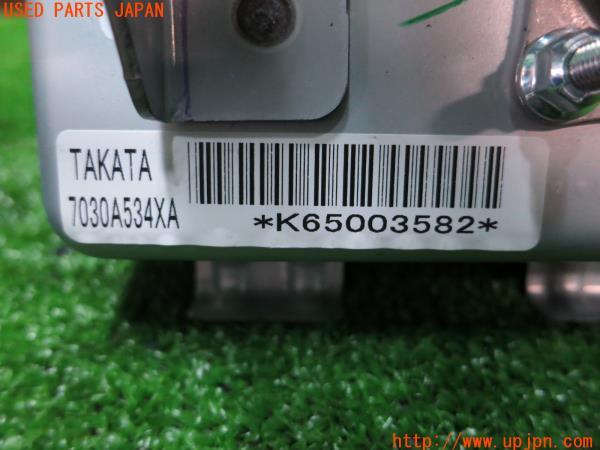 USED PARTS JAPAN
TAKATA
7030A534XA
*K65003582*
http://www.upjpn.com/